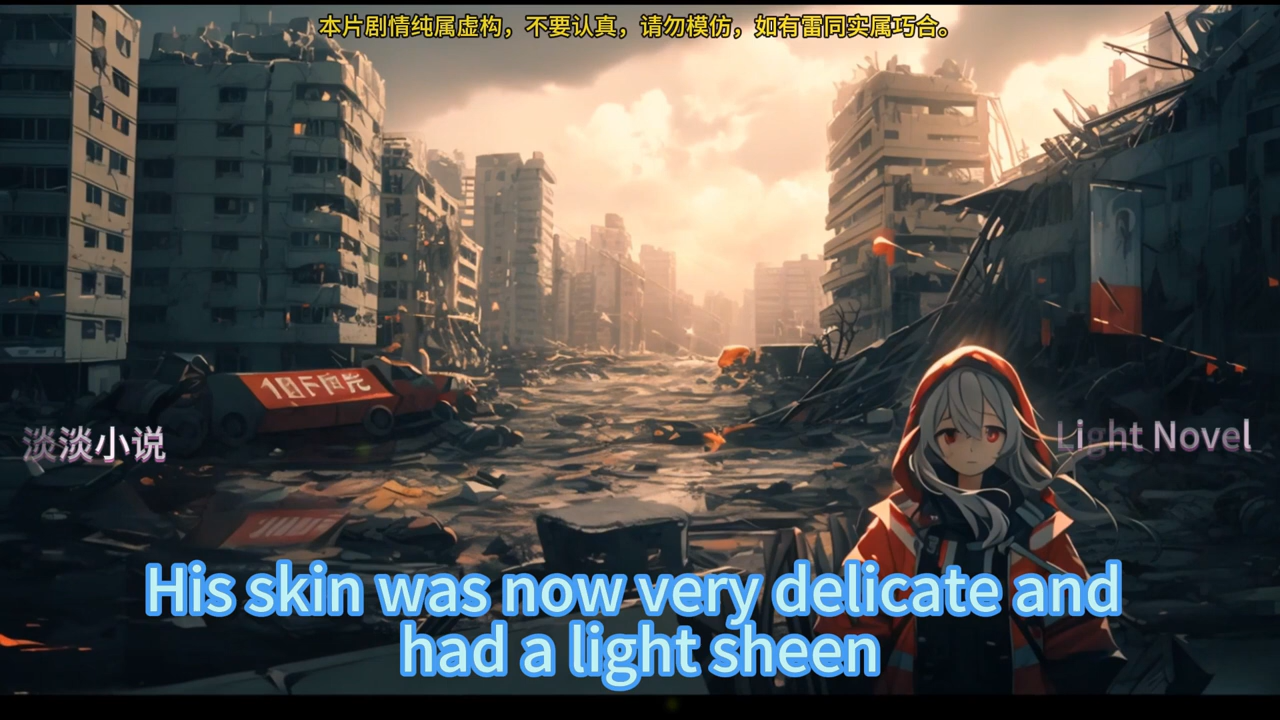 本片剧情纯属虚构，不要认真，请勿模仿，如有雷同实属巧合。
淡淡小说
Light Novel
His skin was now very delicate and
had a light sheen